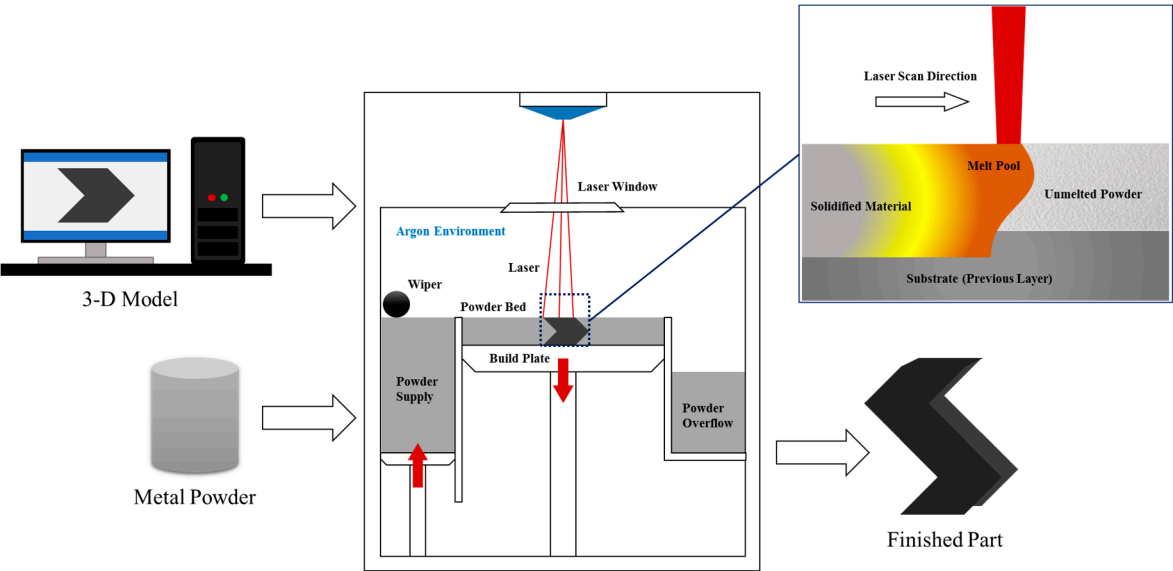 3-D Model
Metal Powder
Laser Window
Argon Environment
Laser
Wiper
Powder Bed
Build Plate
Powder
Supply
Powder
Overflow
Laser Scan Direction
Melt Pool
Solidified Material
Unmelted Powder
Substrate (Previous Layer)
Finished Part